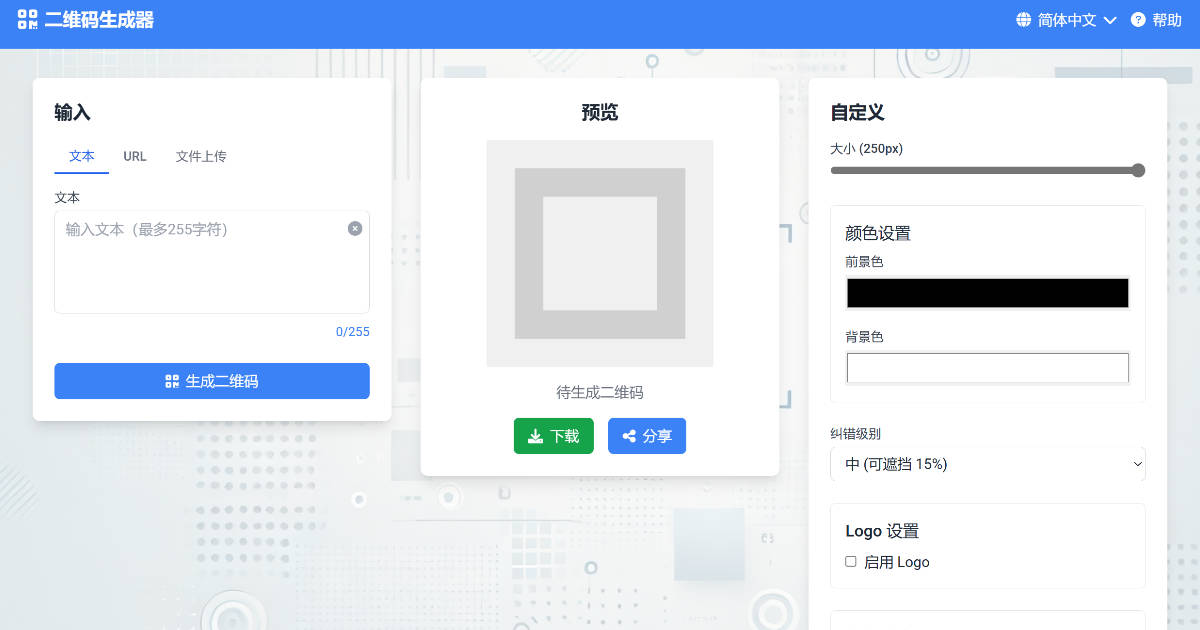 二维码生成器
简体中文
帮助
输入
文本
URL
文件上传
文本
输入文本（最多255字符）
0/255
生成二维码
预览
待生成二维码
下载
分享
自定义
大小 (250px)
颜色设置
前景色
背景色
纠错级别
中 (可遮挡 15%)
Logo 设置
启用 Logo